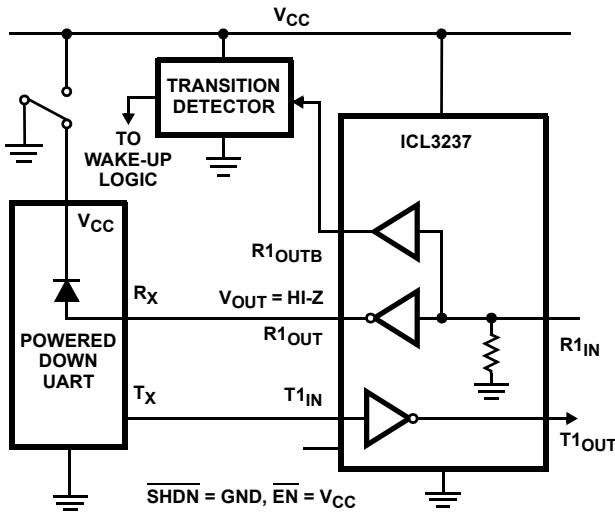 VCC
TRANSITION
DETECTOR
TO
WAKE-UP
LOGIC
ICL3237
VCC
R1OUTB
RX
VOUT = HI-Z
R1OUT
R1IN
POWERED
DOWN
UART
TX
T1IN
T1OUT
SHDN = GND, EN = VCC